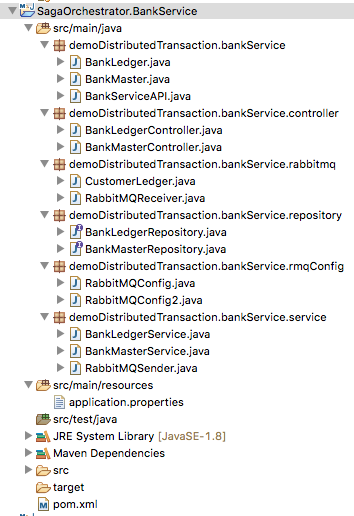 SagaOrchestrator.BankService
src/main/java
demoDistributedTransaction.bankService
BankLedger.java
BankMaster.java
BankServiceAPI.java
demoDistributedTransaction.bankService.controller
BankLedgerController.java
BankMasterController.java
demoDistributedTransaction.bankService.rabbitmq
CustomerLedger.java
RabbitMQReceiver.java
demoDistributedTransaction.bankService.repository
BankLedgerRepository.java
BankMasterRepository.java
demoDistributedTransaction.bankService.rmqConfig
RabbitMQConfig.java
RabbitMQConfig2.java
demoDistributedTransaction.bankService.service
BankLedgerService.java
BankMasterService.java
RabbitMQSender.java
src/main/resources
application.properties
src/test/java
JRE System Library [JavaSE-1.8]
Maven Dependencies
src
target
pom.xml